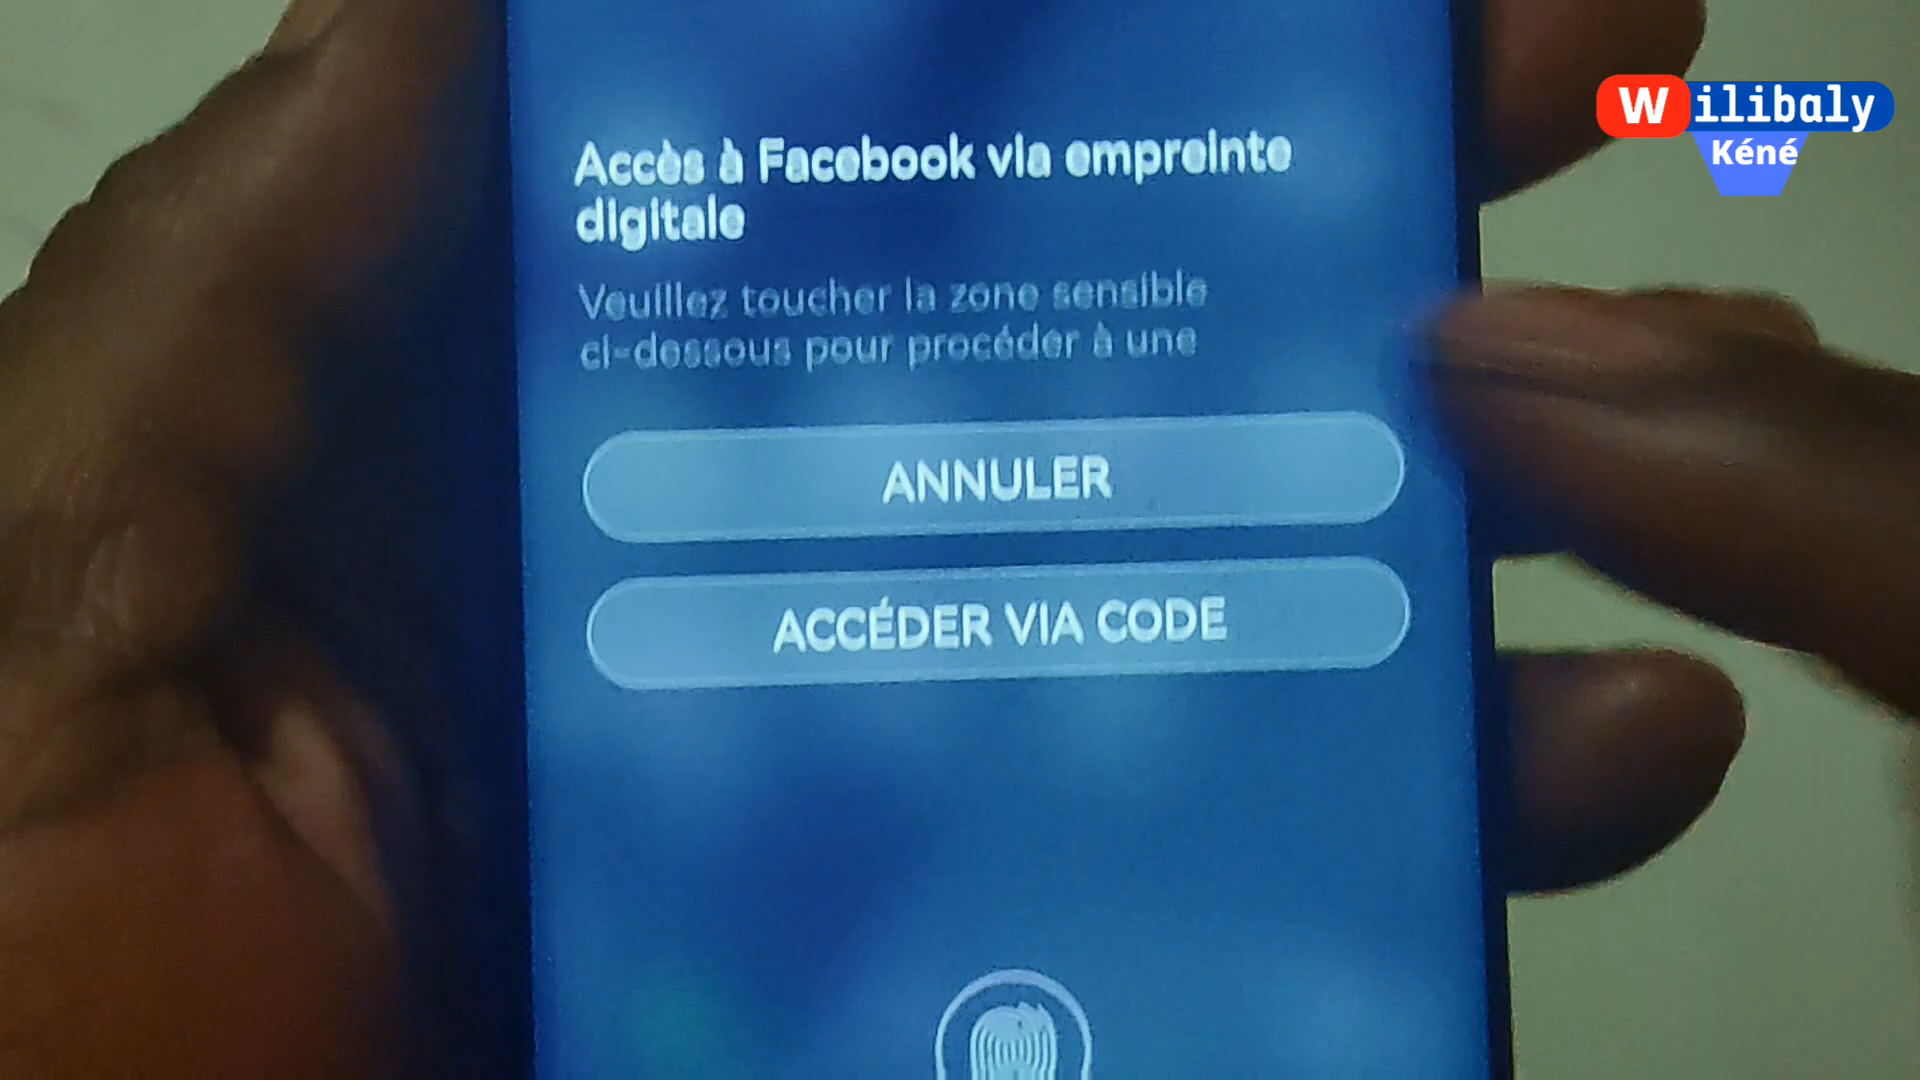 Wilibaly
Kéné
Accès à Facebook via empreinte
digitale
Veuillez toucher la zone sensible
ci-dessous pour procéder à une
ANNULER
ACCÉDER VIA CODE